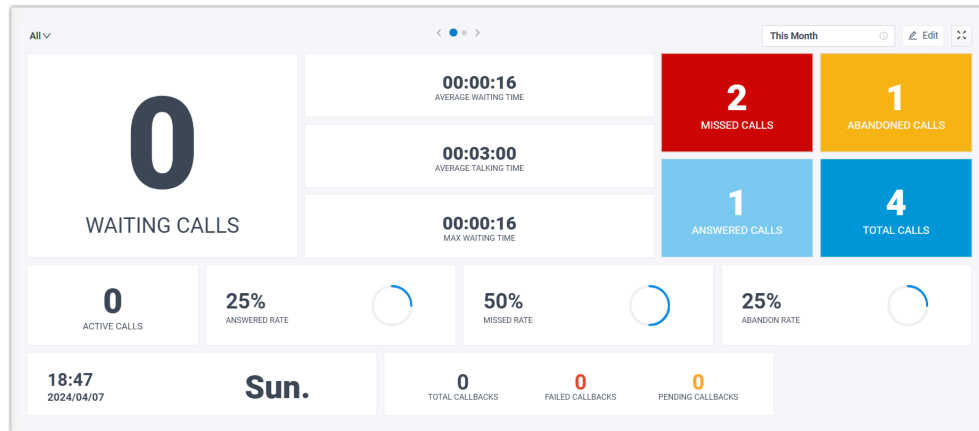 All
This Month
Edit
0
WAITING CALLS
00:00:16
AVERAGE WAITING TIME
00:03:00
AVERAGE TALKING TIME
00:00:16
MAX WAITING TIME
2
MISSED CALLS
1
ABANDONED CALLS
1
ANSWERED CALLS
4
TOTAL CALLS
0
ACTIVE CALLS
25%
ANSWERED RATE
50%
MISSED RATE
25%
ABANDON RATE
18:47
2024/04/07
Sun.
0
TOTAL CALLBACKS
0
FAILED CALLBACKS
0
PENDING CALLBACKS